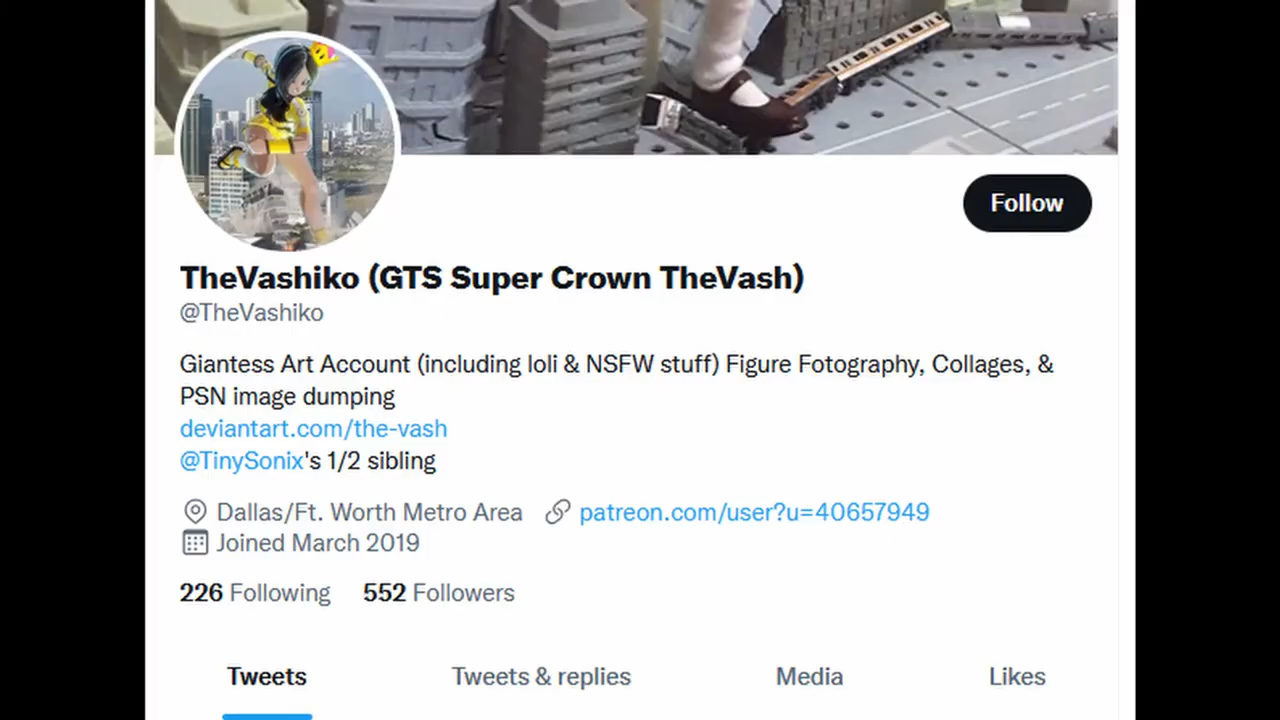 Follow
TheVashiko (GTS Super Crown TheVash)
@TheVashiko
Giantess Art Account (including loli & NSFW stuff) Figure Fotography, Collages, &
PSN image dumping
deviantart.com/the-vash
@TinySonix's 1/2 sibling
Dallas/Ft. Worth Metro Area patreon.com/user?u=40657949
Joined March 2019
226 Following 552 Followers
Tweets Tweets & replies Media Likes